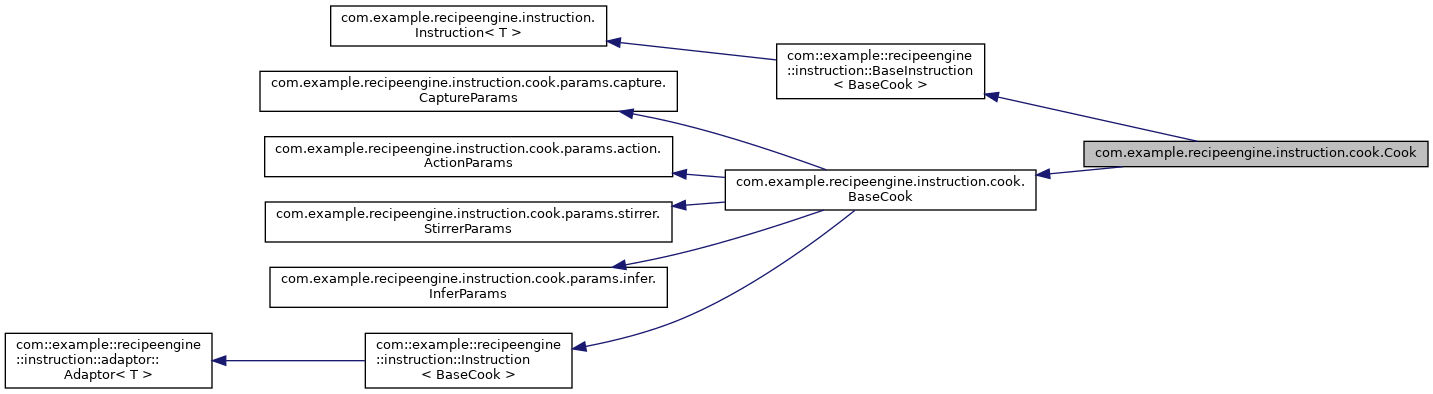 com.example.recipeengine.instruction.
Instruction< T >
com::example::recipeengine
::instruction::BaseInstruction
< BaseCook >
com.example.recipeengine.instruction.cook.params.capture.
CaptureParams
com.example.recipeengine.instruction.cook.params.action.
ActionParams
com.example.recipeengine.instruction.cook.Cook
com.example.recipeengine.instruction.cook.
BaseCook
com.example.recipeengine.instruction.cook.params.stirrer.
StirrerParams
com.example.recipeengine.instruction.cook.params.infer.
InferParams
com::example::recipeengine
::instruction::adaptor::
Adaptor< T >
com::example::recipeengine
::instruction::Instruction
< BaseCook >